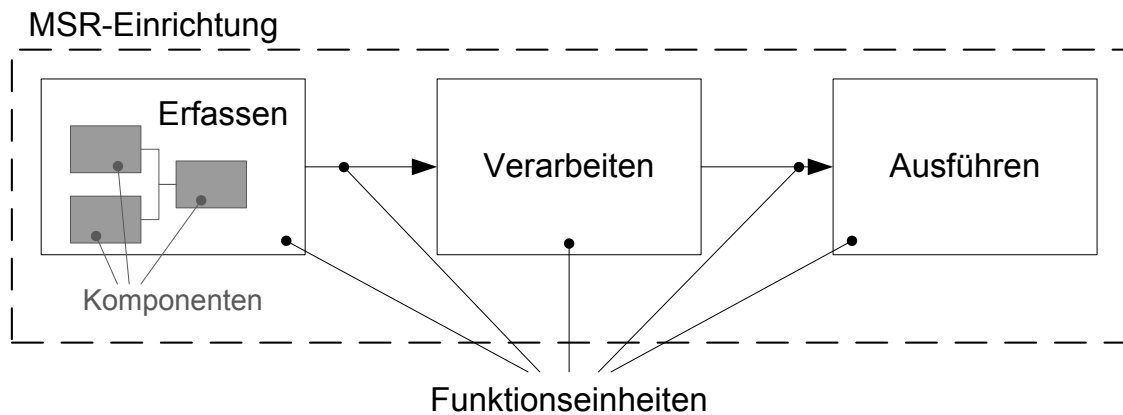 MSR-Einrichtung
Erfassen
Verarbeiten
Ausführen
Komponenten
Funktionseinheiten